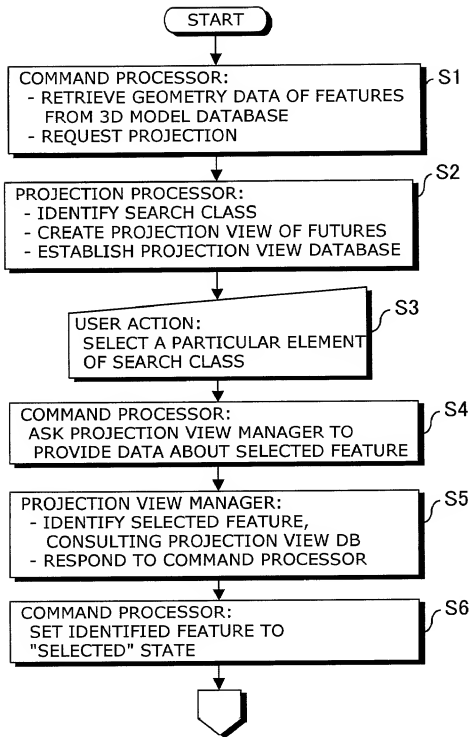 START
COMMAND PROCESSOR:
- RETRIEVE GEOMETRY DATA OF FEATURES
FROM 3D MODEL DATABASE
- REQUEST PROJECTION
S1
PROJECTION PROCESSOR:
- IDENTIFY SEARCH CLASS
- CREATE PROJECTION VIEW OF FUTURES
- ESTABLISH PROJECTION VIEW DATABASE
S2
USER ACTION:
SELECT A PARTICULAR ELEMENT
OF SEARCH CLASS
S3
COMMAND PROCESSOR:
ASK PROJECTION VIEW MANAGER TO
PROVIDE DATA ABOUT SELECTED FEATURE
S4
PROJECTION VIEW MANAGER:
- IDENTIFY SELECTED FEATURE,
CONSULTING PROJECTION VIEW DB
- RESPOND TO COMMAND PROCESSOR
S5
COMMAND PROCESSOR:
SET IDENTIFIED FEATURE TO
"SELECTED" STATE
S6